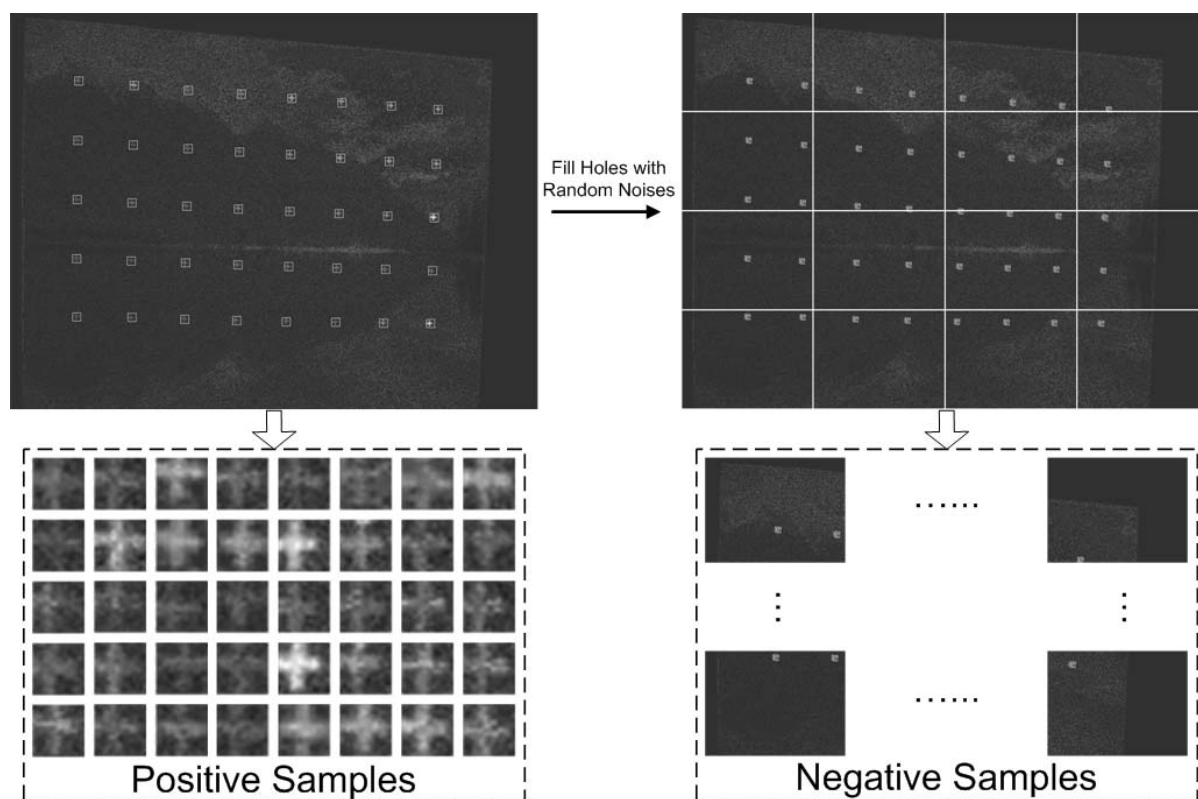 Fill Holes with
Random Noises
......
......
Positive Samples
Negative Samples